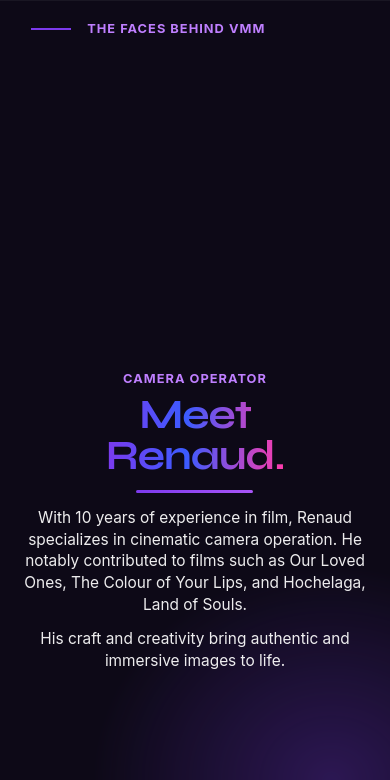 THE FACES BEHIND VMM
CAMERA OPERATOR
Meet
Renaud.
With 10 years of experience in film, Renaud
specializes in cinematic camera operation. He
notably contributed to films such as Our Loved
Ones, The Colour of Your Lips, and Hochelaga,
Land of Souls.
His craft and creativity bring authentic and
immersive images to life.